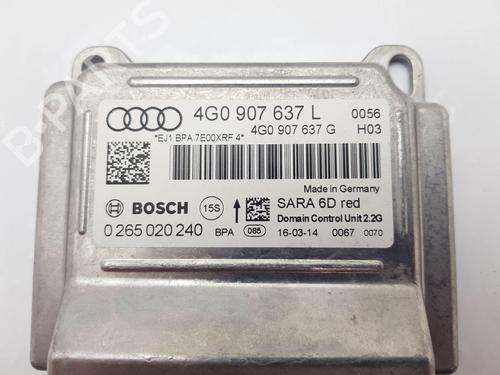 4G0 907 637 L 0056
*EJ1 BPA 7E00XRF 4* 4G0 907 637 G H03
Made in Germany
BOSCH 15S SARA 6D red
Domain Control Unit 2.2G
0 265 020 240 BPA 085 16-03-14 0067 0070
B-PARTS